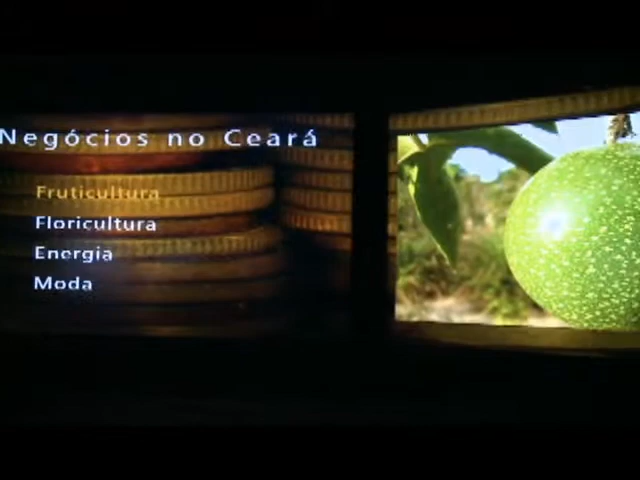 Negócios no Ceará
Fruticultura
Floricultura
Energia
Moda